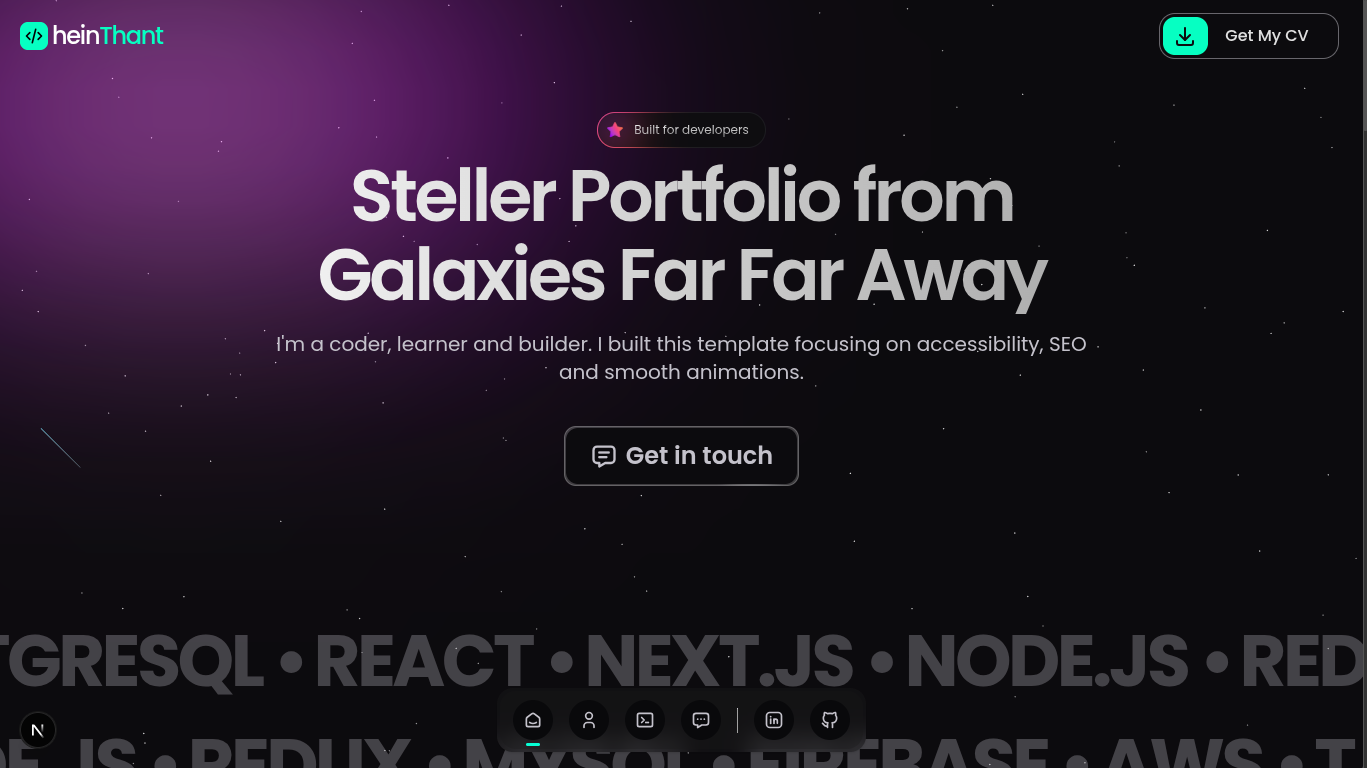 heinThant
Get My CV
Built for developers
Steller Portfolio from
Galaxies Far Far Away
I'm a coder, learner and builder. I built this template focusing on accessibility, SEO
and smooth animations.
Get in touch
TGRESQL • REACT • NEXT.JS • NODE.JS • RED
DE.JS • REDUX • MYSQL • FIREBASE • AWS • T
N
in